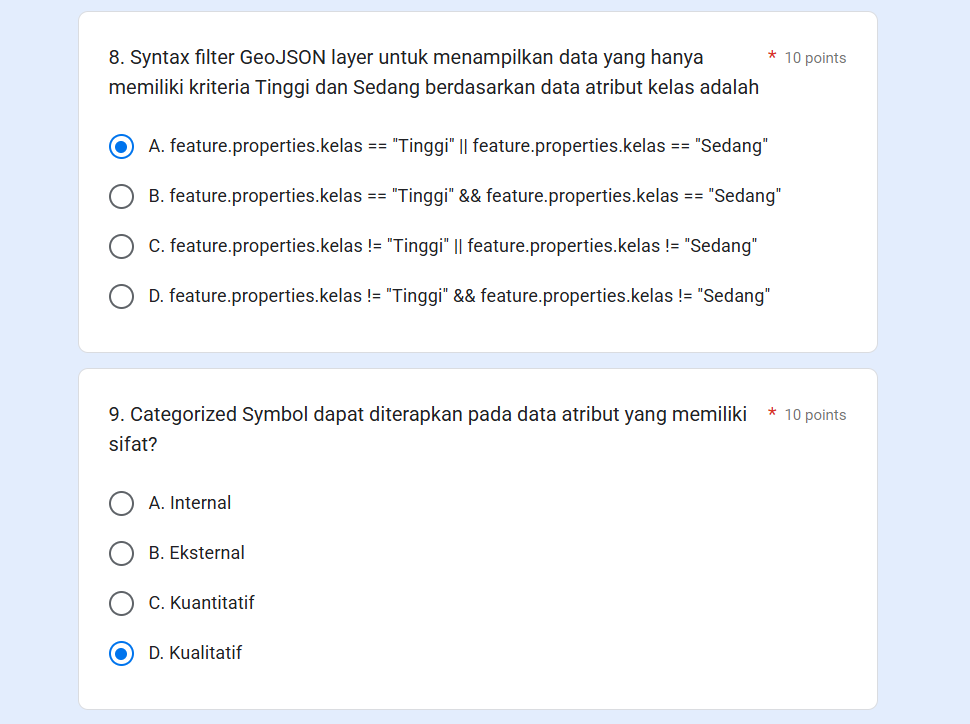 8. Syntax filter GeoJSON layer untuk menampilkan data yang hanya * 10 points
memiliki kriteria Tinggi dan Sedang berdasarkan data atribut kelas adalah
A. feature.properties.kelas == "Tinggi" || feature.properties.kelas == "Sedang"
B. feature.properties.kelas == "Tinggi" && feature.properties.kelas == "Sedang"
C. feature.properties.kelas != "Tinggi" || feature.properties.kelas != "Sedang"
D. feature.properties.kelas != "Tinggi" && feature.properties.kelas != "Sedang"
9. Categorized Symbol dapat diterapkan pada data atribut yang memiliki * 10 points
sifat?
A. Internal
B. Eksternal
C. Kuantitatif
D. Kualitatif